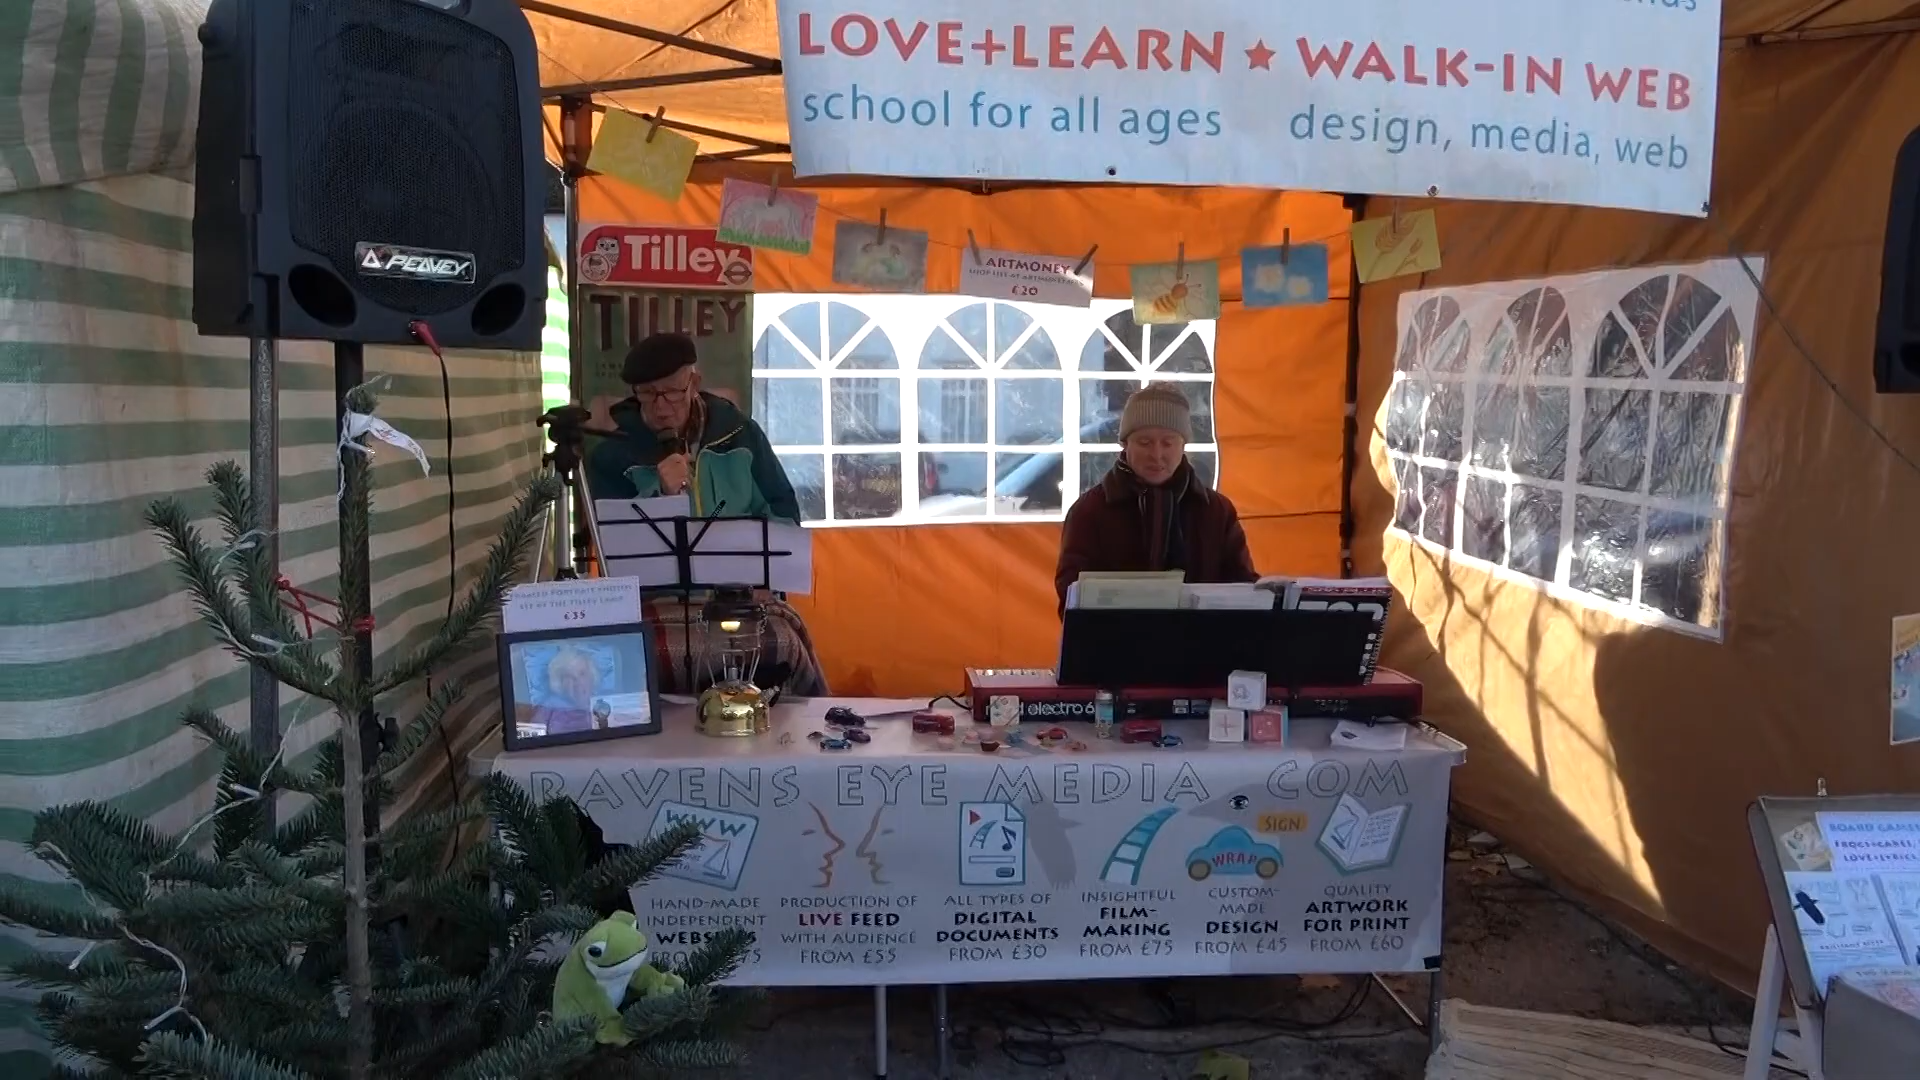 LOVE+LEARN ★ WALK-IN WEB
school for all ages design, media, web
PEAVEY
Tilley
TILLEY
ARTMONEY
£20
FRAMED PORTRAIT PHOTOS
£35
electro 6
RAVENS EYE MEDIA COM
WWW
SIGN
WRAP
HAND-MADE
INDEPENDENT
PRODUCTION OF
LIVE FEED
WITH AUDIENCE
FROM £55
ALL TYPES OF
DIGITAL
DOCUMENTS
FROM £30
INSIGHTFUL
FILM-
MAKING
FROM £75
CUSTOM-
MADE
DESIGN
FROM £45
QUALITY
ARTWORK
FOR PRINT
FROM £60
BOARD GAMES